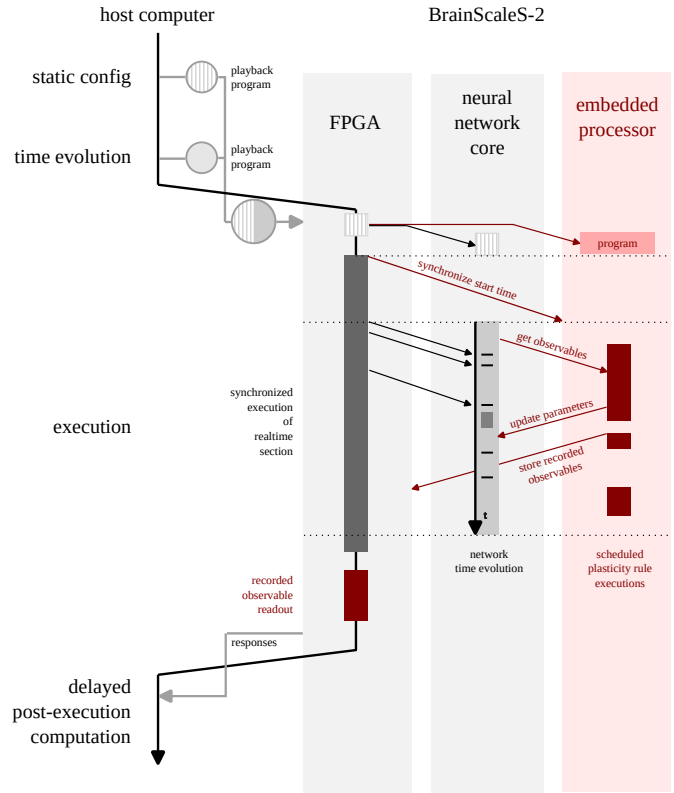 host computer
BrainScaleS-2
static config
playback
program
time evolution
playback
program
FPGA
neural
network
core
embedded
processor
program
synchronize start time
get observables
update parameters
store recorded
observables
execution
synchronized
execution
of
realtime
section
t
network
time evolution
scheduled
plasticity rule
executions
recorded
observable
readout
responses
delayed
post-execution
computation